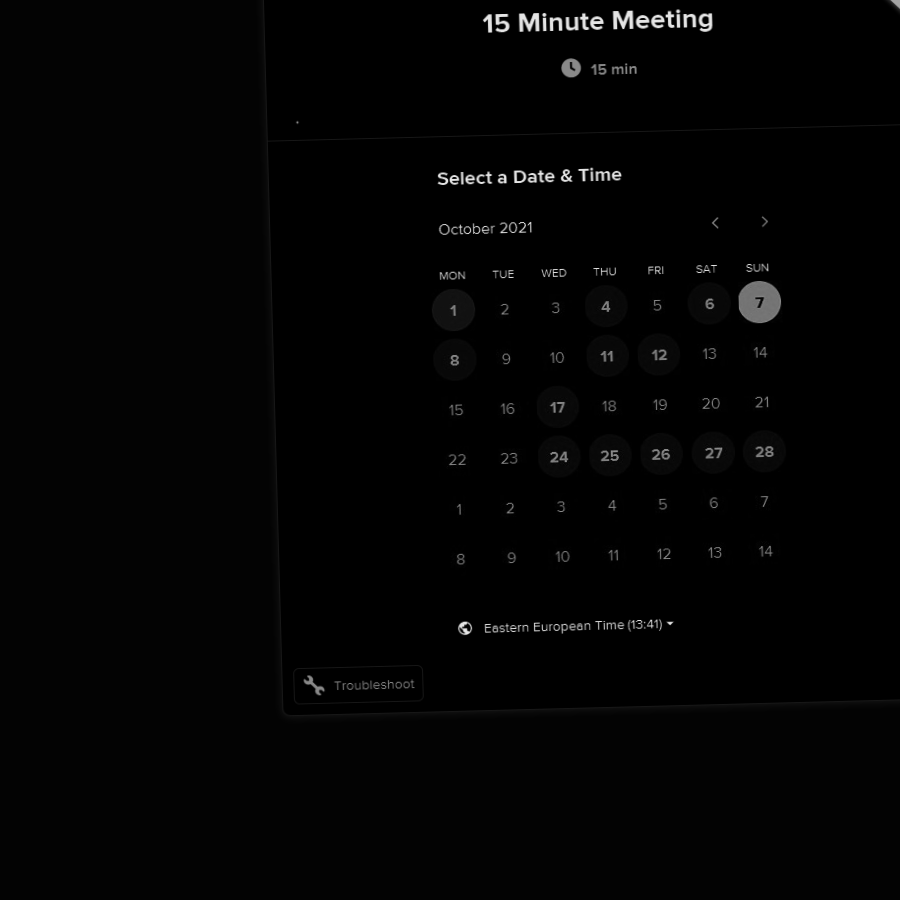 15 Minute Meeting
15 min
Select a Date & Time
October 2021
MON TUE WED THU FRI SAT SUN
1 2 3 4 5 6 7
8 9 10 11 12 13 14
15 16 17 18 19 20 21
22 23 24 25 26 27 28
1 2 3 4 5 6 7
8 9 10 11 12 13 14
Eastern European Time (13:41)
Troubleshoot